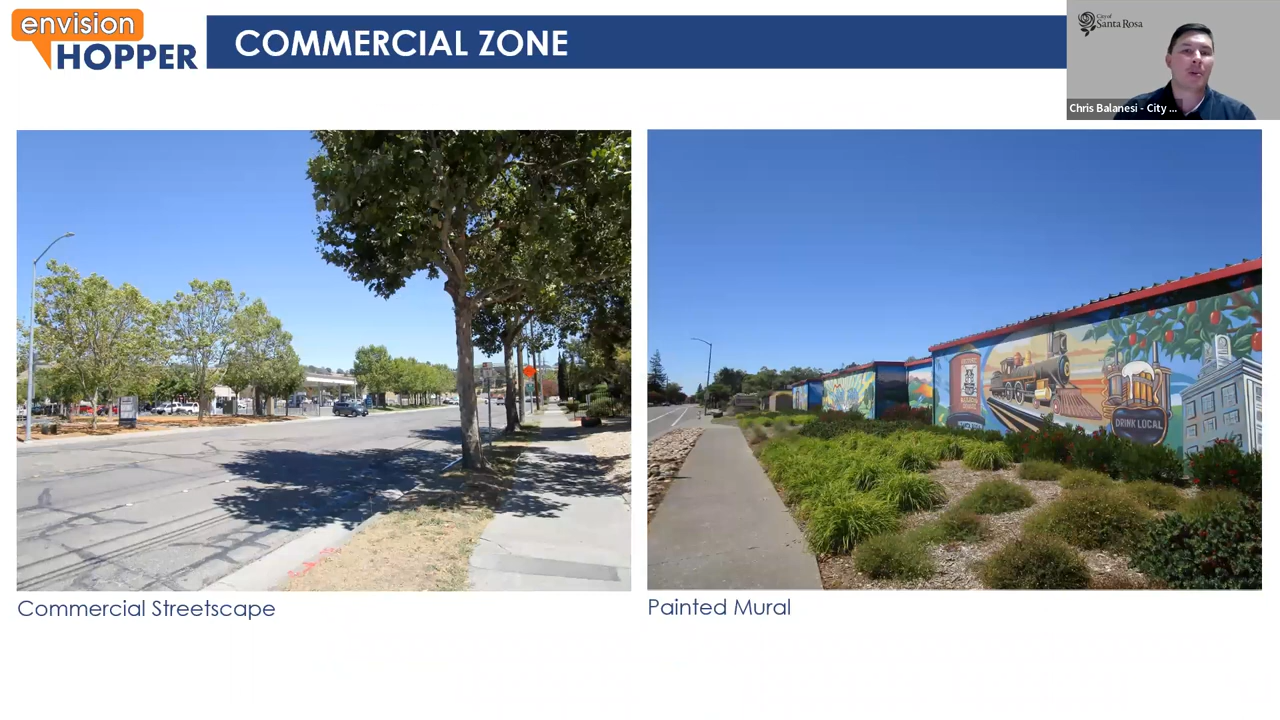 envision
HOPPER
COMMERCIAL ZONE
City of
Santa Rosa
Chris Balanesi - City ...
DRINK LOCAL
Commercial Streetscape
Painted Mural